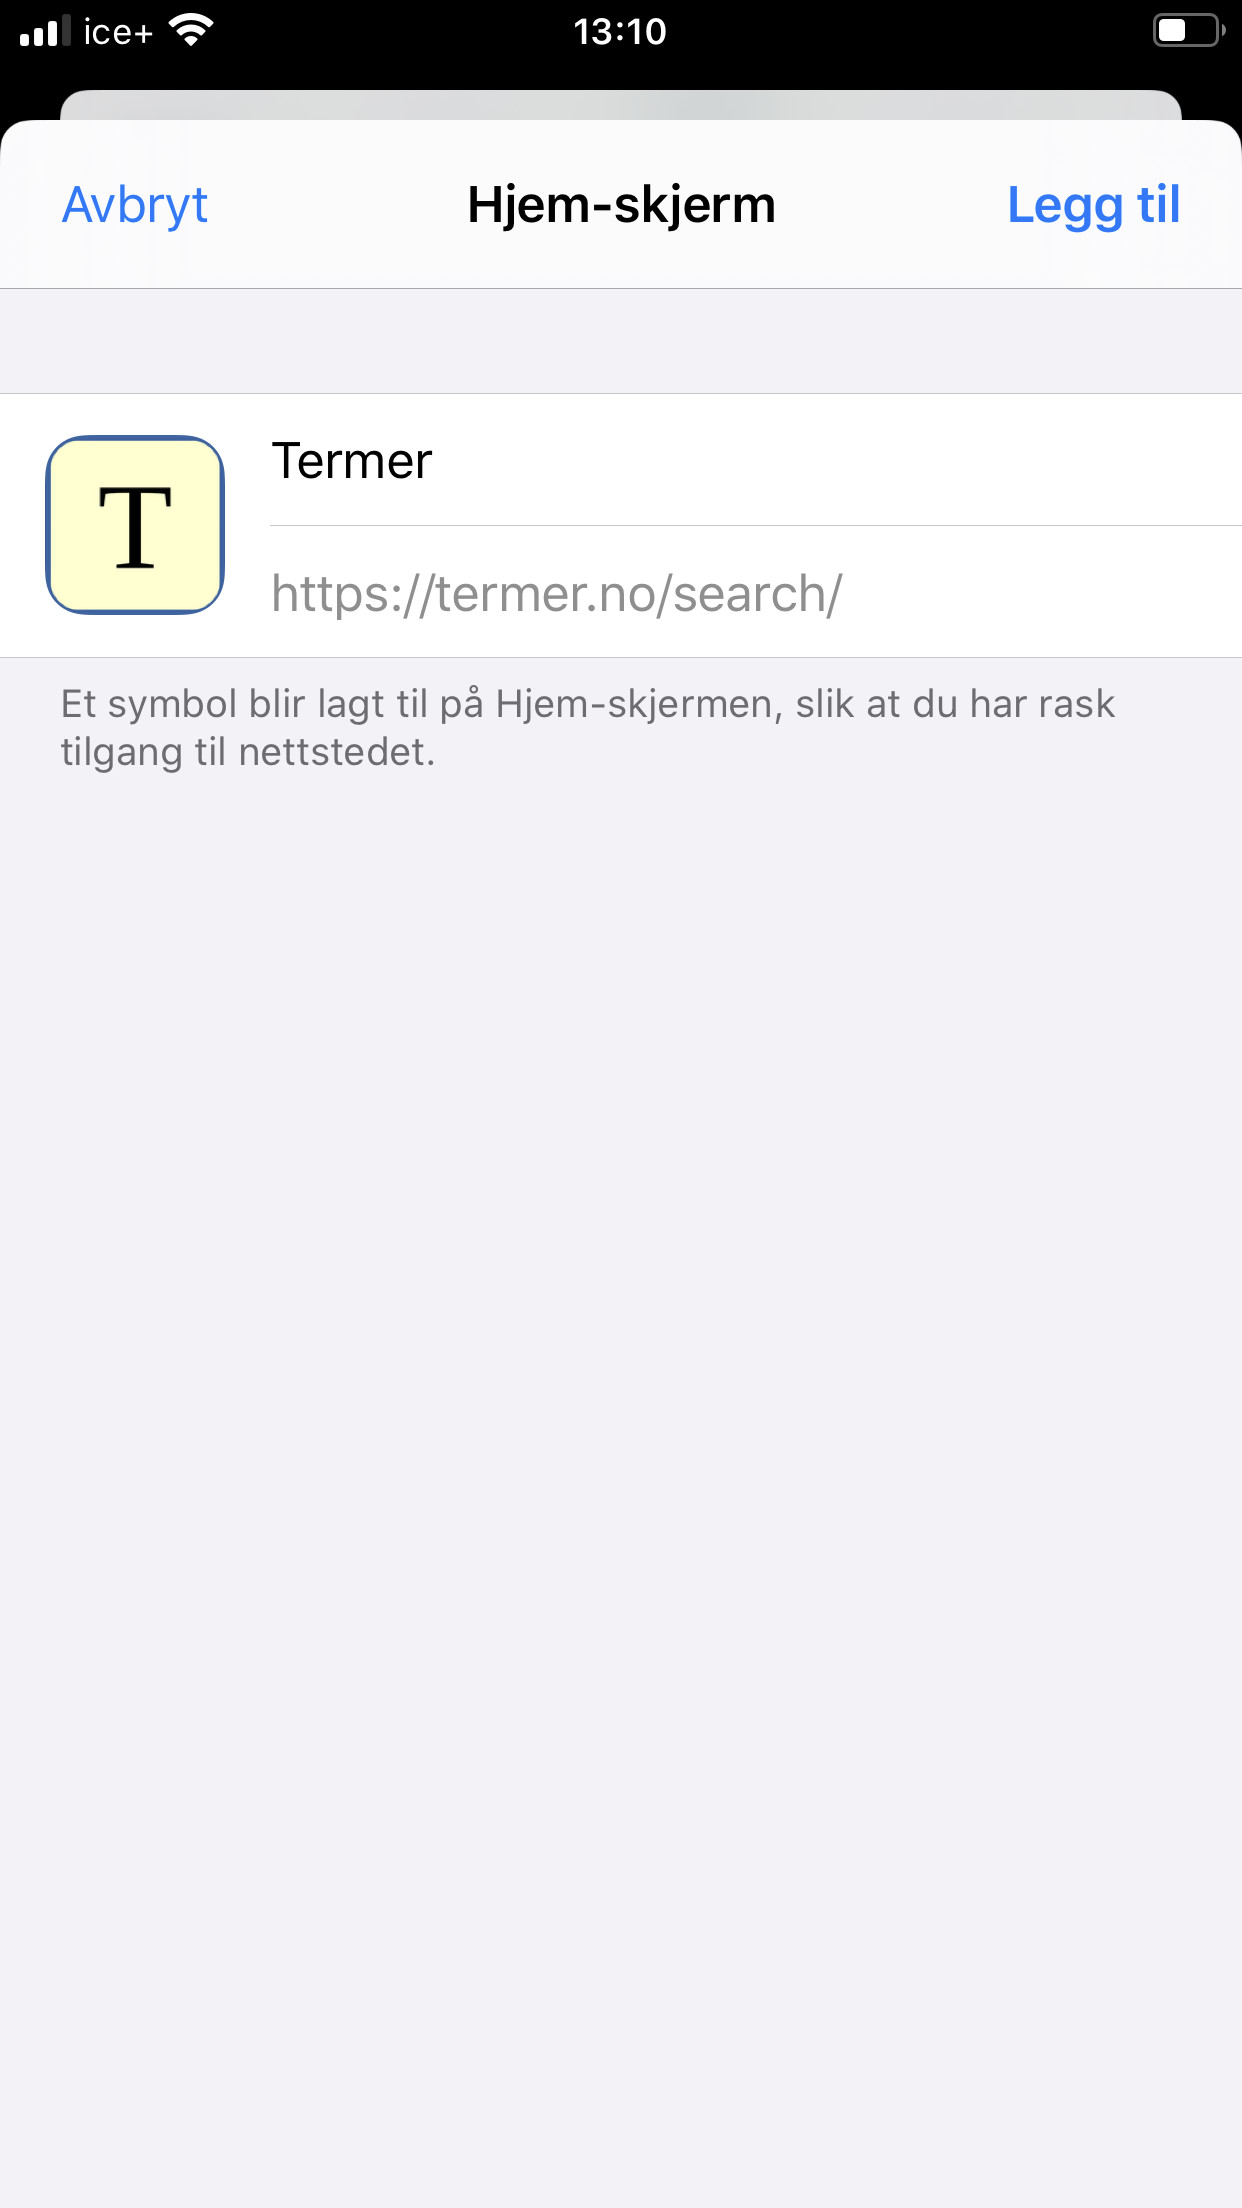 ice+ 13:10
Avbryt Hjem-skjerm Legg til
T
Termer
https://termer.no/search/
Et symbol blir lagt til på Hjem-skjermen, slik at du har rask
tilgang til nettstedet.